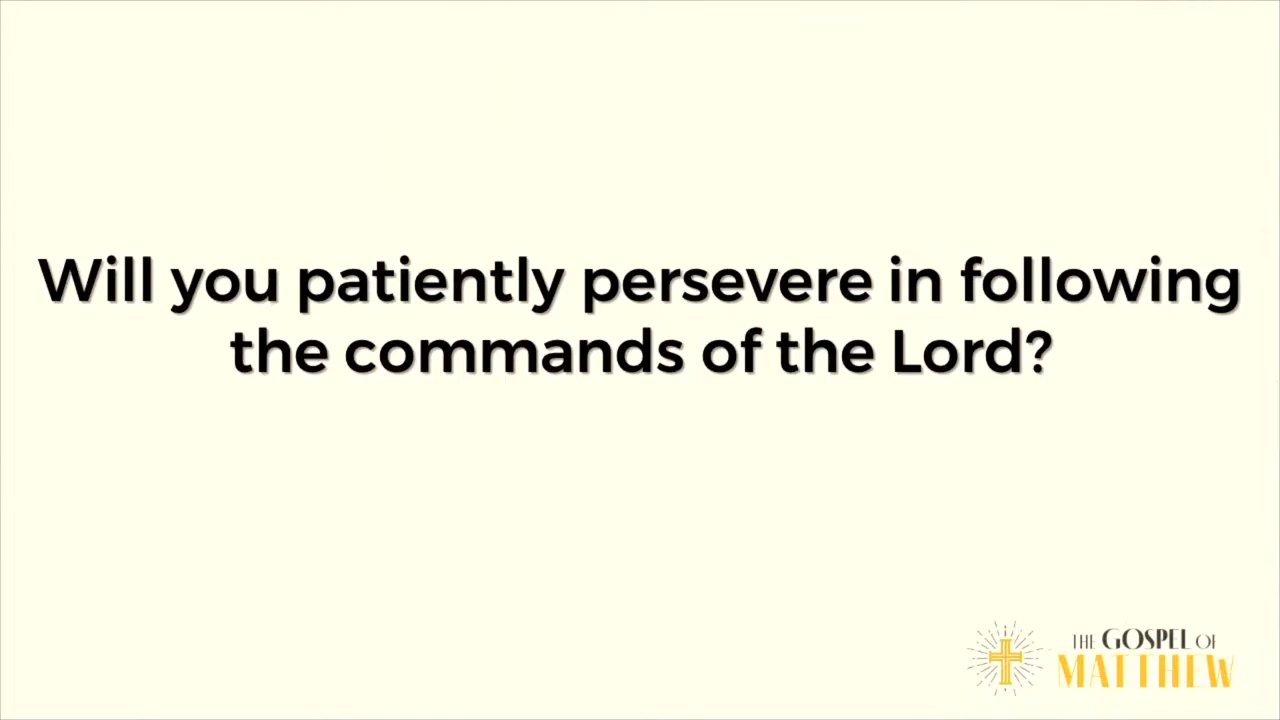 Will you patiently persevere in following
the commands of the Lord?
THE GOSPEL OF
MATTHEW